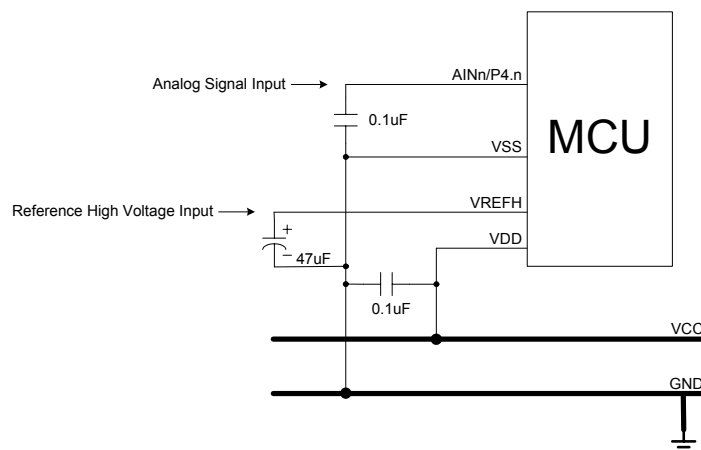 AINn/P4.n
Analog Signal Input
0.1uF
MCU
VSS
VREFH
Reference High Voltage Input
+
VDD
−
47uF
0.1uF
VCC
GND